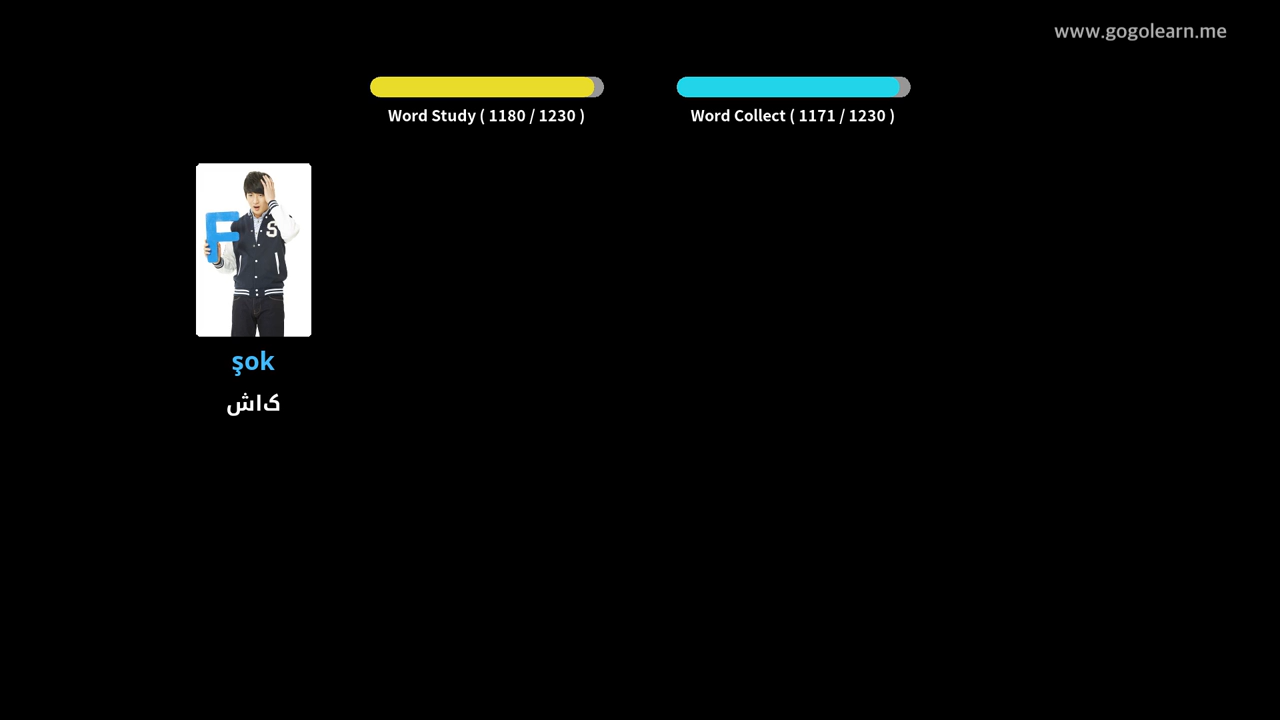 www.gogolearn.me
Word Study ( 1180 / 1230 )
Word Collect ( 1171 / 1230 )
F
S
şok
کاش